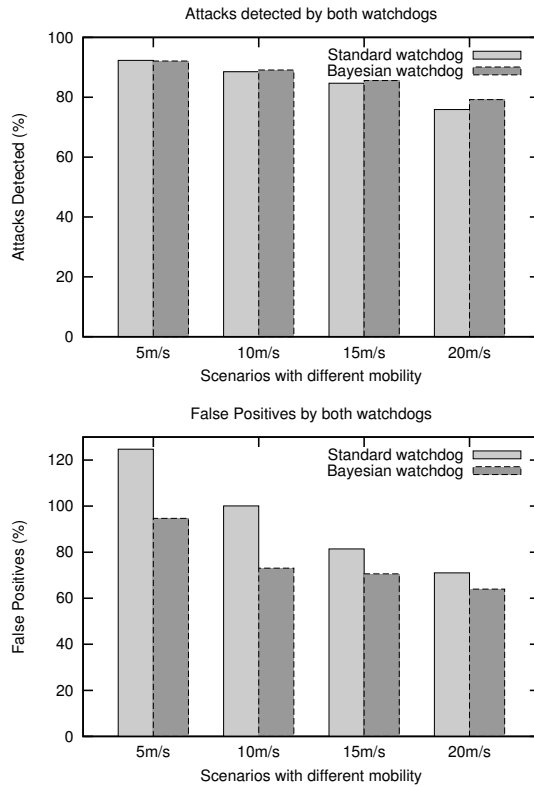 Attacks detected by both watchdogs
100
80
60
40
20
0
Attacks Detected (%)
Standard watchdog
Bayesian watchdog
5m/s 10m/s 15m/s 20m/s
Scenarios with different mobility
False Positives by both watchdogs
120
100
80
60
40
20
0
False Positives (%)
Standard watchdog
Bayesian watchdog
5m/s 10m/s 15m/s 20m/s
Scenarios with different mobility